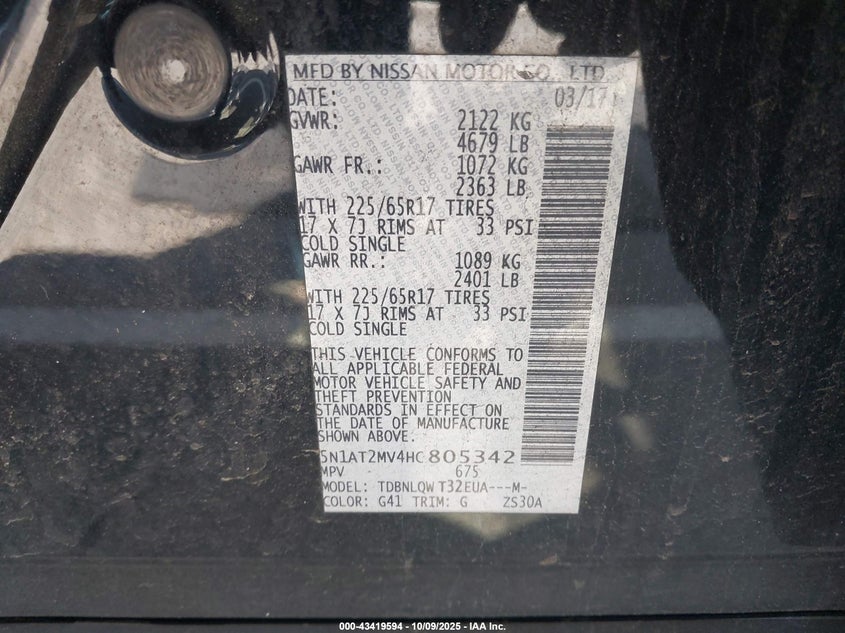 MFD BY NISSAN MOTOR CO., LTD.
DATE: 03/17
GVWR: 2122 KG
4679 LB
GAWR FR.: 1072 KG
2363 LB
WITH 225/65R17 TIRES
17 X 7J RIMS AT 33 PSI
COLD SINGLE
GAWR RR.: 1089 KG
2401 LB
WITH 225/65R17 TIRES
17 X 7J RIMS AT 33 PSI
COLD SINGLE
THIS VEHICLE CONFORMS TO
ALL APPLICABLE FEDERAL
MOTOR VEHICLE SAFETY AND
THEFT PREVENTION
STANDARDS IN EFFECT ON
THE DATE OF MANUFACTURE
SHOWN ABOVE.
5N1AT2MV4HC805342
MPV 675
MODEL: TDBNLQWT32EUA---M-
COLOR: G41 TRIM: G ZS30A
000-43419594 - 10/09/2025 - IAA Inc.